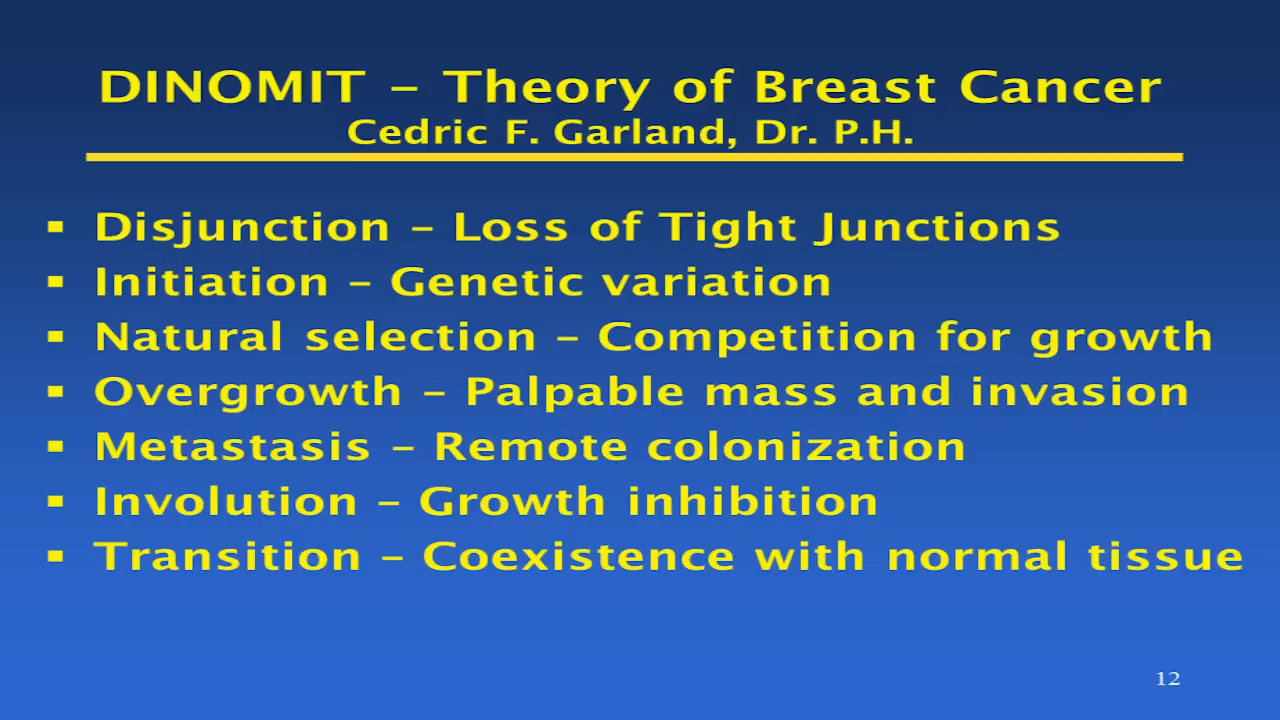 DINOMIT – Theory of Breast Cancer
Cedric F. Garland, Dr. P.H.
▪ Disjunction – Loss of Tight Junctions
▪ Initiation – Genetic variation
▪ Natural selection – Competition for growth
▪ Overgrowth – Palpable mass and invasion
▪ Metastasis – Remote colonization
▪ Involution – Growth inhibition
▪ Transition – Coexistence with normal tissue
12